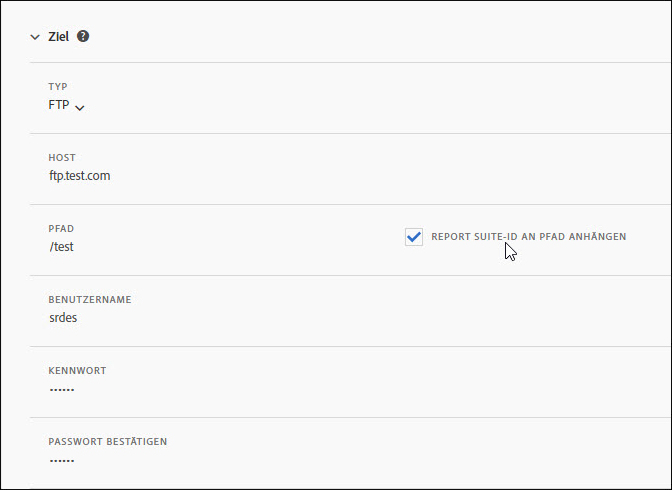 Ziel ?
TYP
FTP
HOST
ftp.test.com
PFAD
/test
REPORT SUITE-ID AN PFAD ANHÄNGEN
BENUTZERNAME
srdes
KENNWORT
••••••
PASSWORT BESTÄTIGEN
••••••